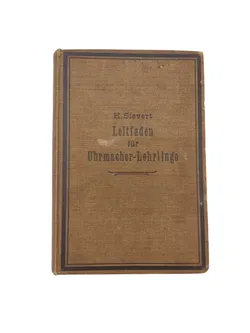 H. Sievert
Leitfaden
für
Uhrmacher-Lehrlinge